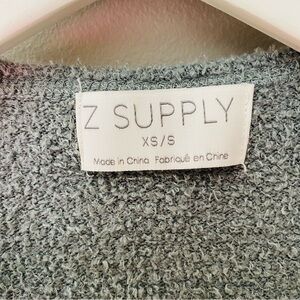 Z SUPPLY
XS/S
Made in China Fabriqué en Chine